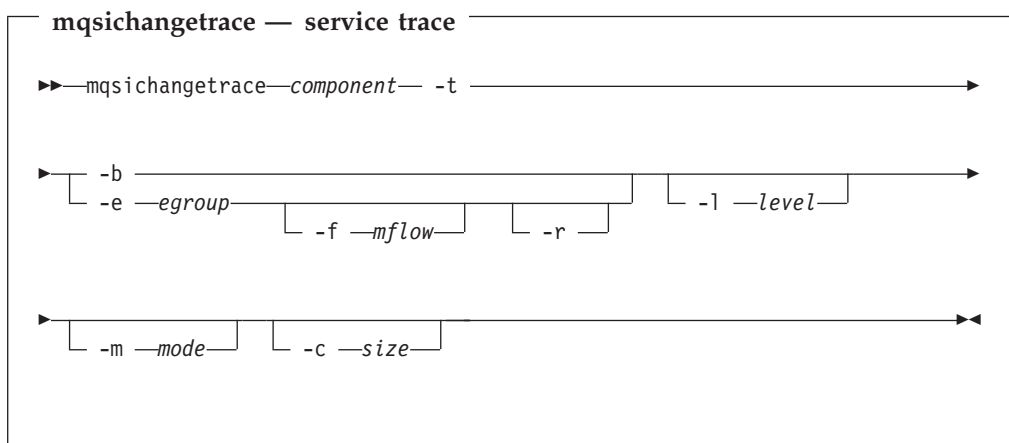 mqsichangetrace — service trace
mqsichangetrace component -t
-b
-e egroup
-l level
-f mflow -r
-m mode -c size